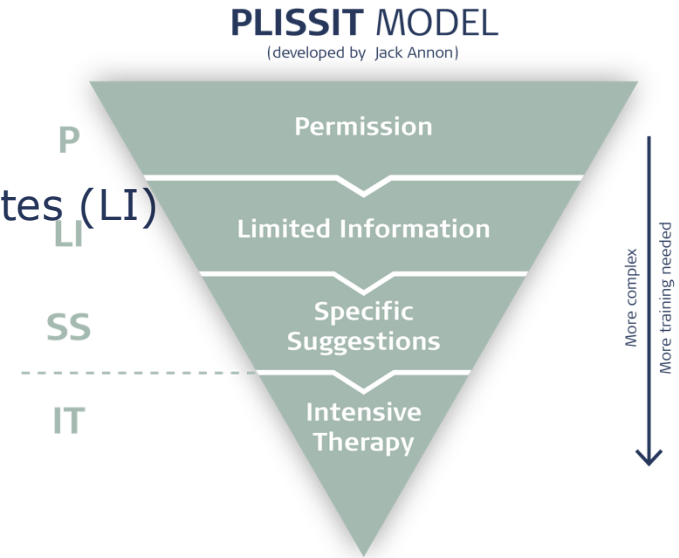 PLISSIT MODEL
(developed by Jack Annon)
P
Permission
tes (LI)
LI
Limited Information
SS
Specific
Suggestions
IT
Intensive
Therapy
More complex
More training needed